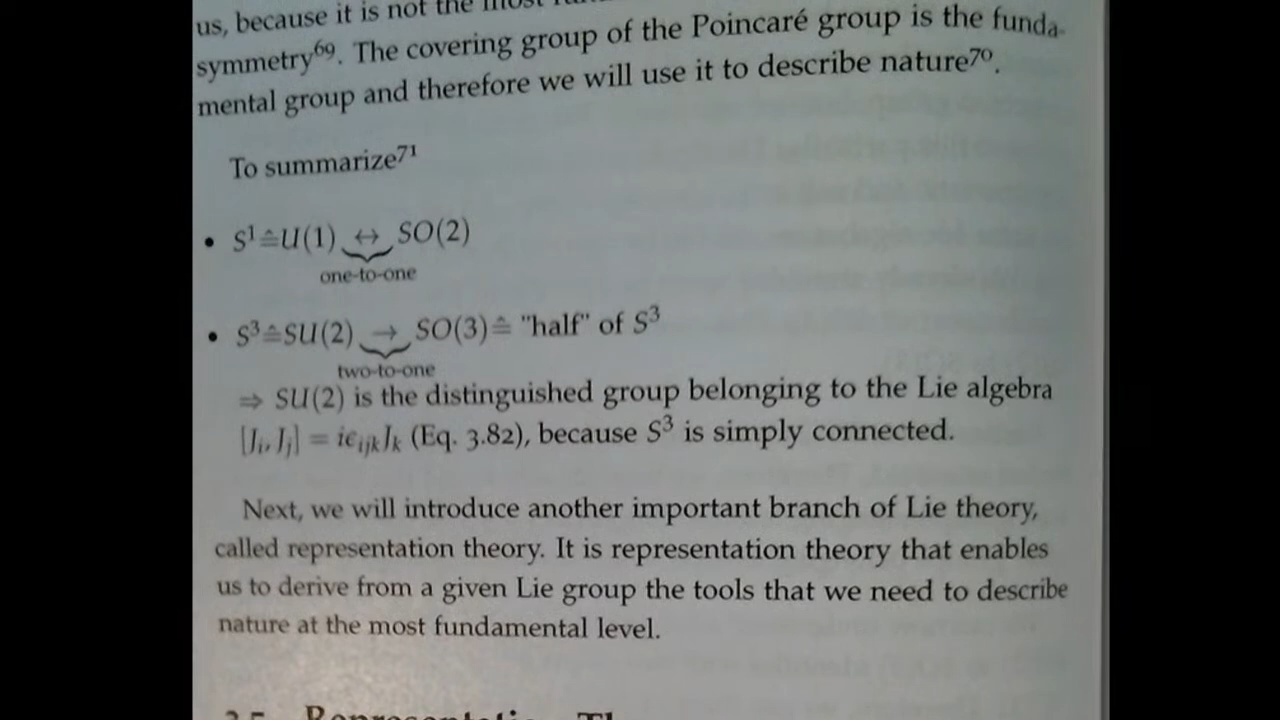 us, because it is not the most
symmetry⁶⁹. The covering group of the Poincaré group is the funda-
mental group and therefore we will use it to describe nature⁷⁰.
To summarize⁷¹
• S¹≙U(1) ↔ SO(2)
one-to-one
• S³≙SU(2) → SO(3)≙ "half" of S³
two-to-one
⇒ SU(2) is the distinguished group belonging to the Lie algebra
[Jᵢ, Jⱼ] = iϵᵢⱼₖJₖ (Eq. 3.82), because S³ is simply connected.
Next, we will introduce another important branch of Lie theory,
called representation theory. It is representation theory that enables
us to derive from a given Lie group the tools that we need to describe
nature at the most fundamental level.